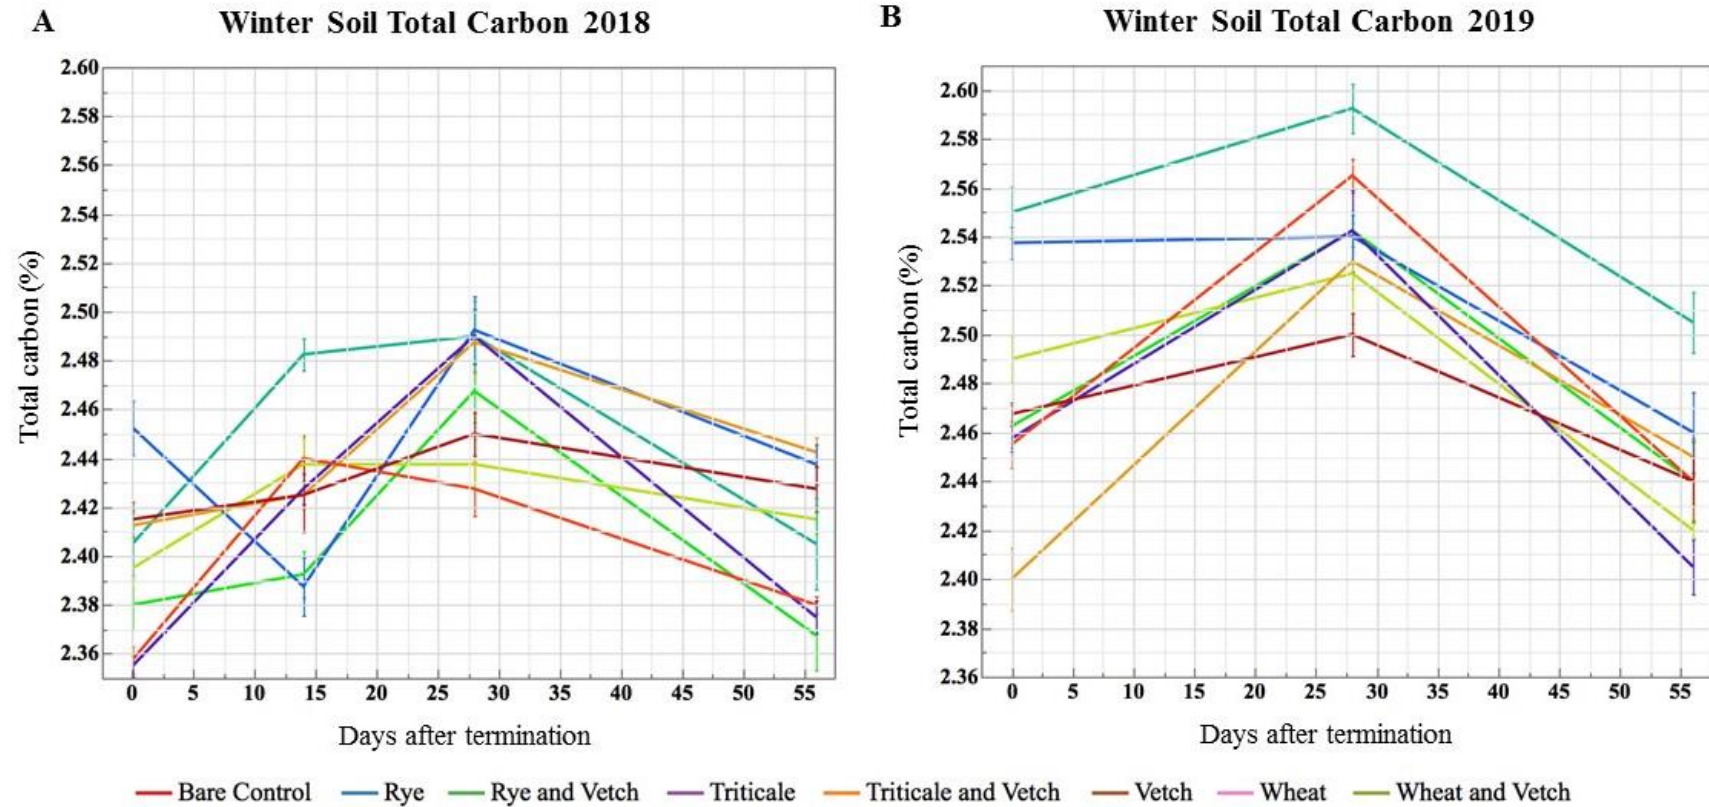 A
Winter Soil Total Carbon 2018
2.60
2.58
2.56
2.54
2.52
2.50
2.48
2.46
2.44
2.42
2.40
2.38
2.36
Total carbon (%)
0 5 10 15 20 25 30 35 40 45 50 55
Days after termination
B
Winter Soil Total Carbon 2019
2.60
2.58
2.56
2.54
2.52
2.50
2.48
2.46
2.44
2.42
2.40
2.38
2.36
Total carbon (%)
0 5 10 15 20 25 30 35 40 45 50 55
Days after termination
Bare Control Rye Rye and Vetch Triticale Triticale and Vetch Vetch Wheat Wheat and Vetch